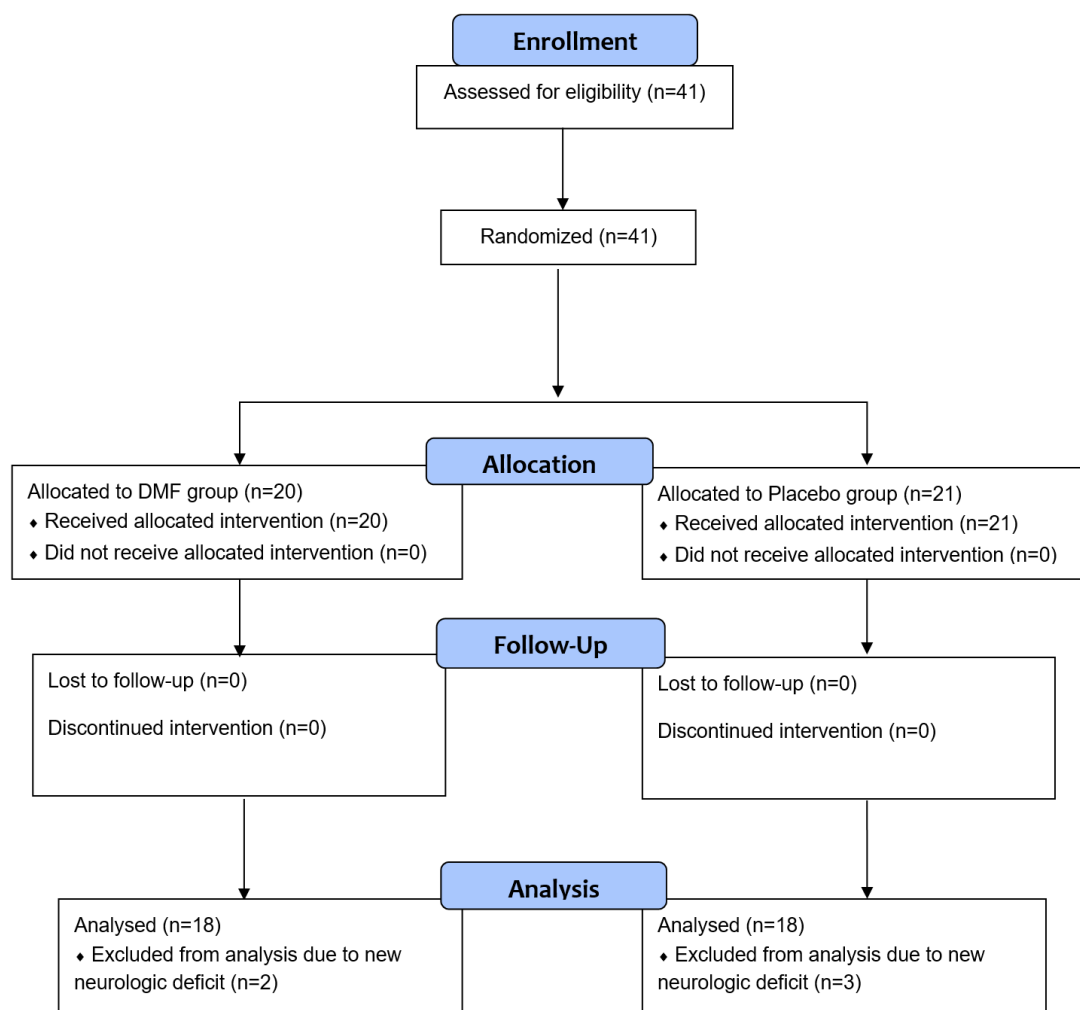 Enrollment
Assessed for eligibility (n=41)
Randomized (n=41)
Allocation
Allocated to DMF group (n=20)
⬧ Received allocated intervention (n=20)
⬧ Did not receive allocated intervention (n=0)
Allocated to Placebo group (n=21)
⬧ Received allocated intervention (n=21)
⬧ Did not receive allocated intervention (n=0)
Follow-Up
Lost to follow-up (n=0)
Discontinued intervention (n=0)
Lost to follow-up (n=0)
Discontinued intervention (n=0)
Analysis
Analysed (n=18)
⬧ Excluded from analysis due to new
neurologic deficit (n=2)
Analysed (n=18)
⬧ Excluded from analysis due to new
neurologic deficit (n=3)